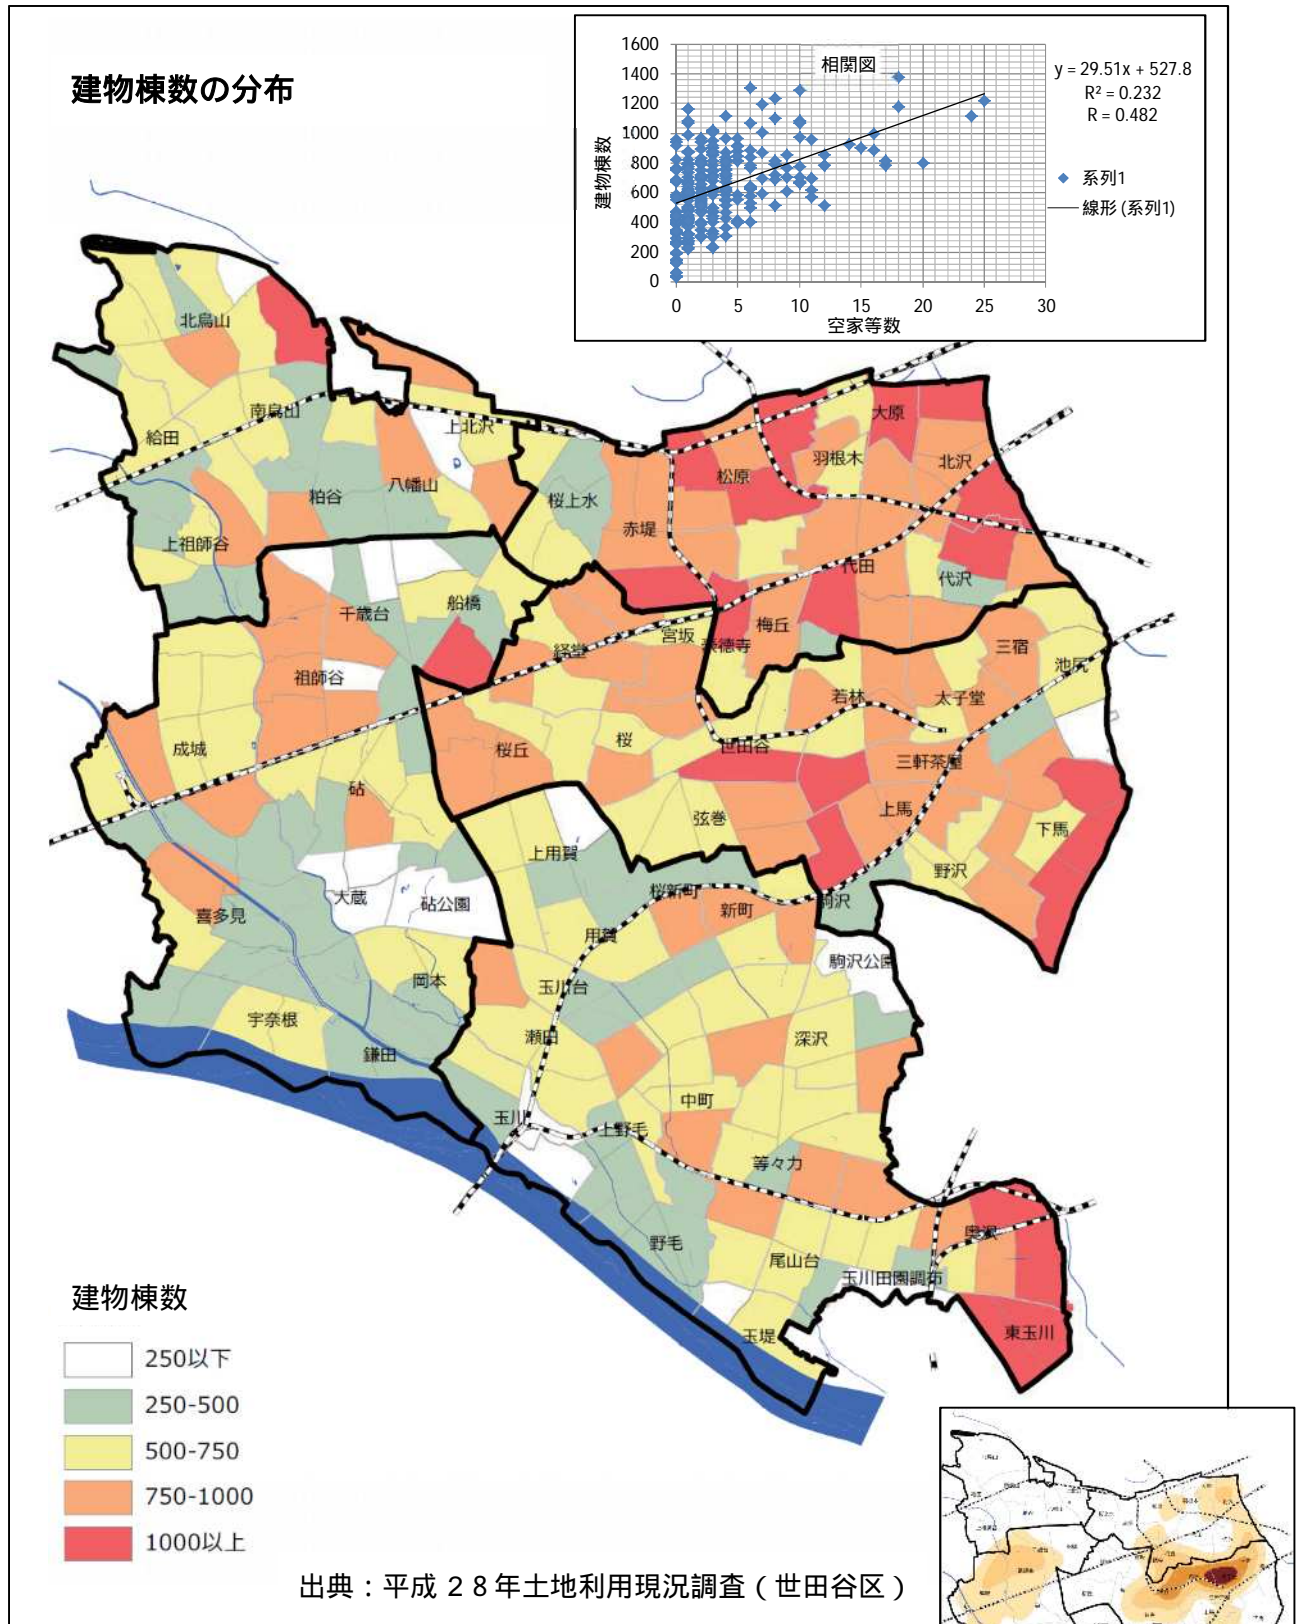 建物棟数の分布
相関図
1600
1400
1200
1000
800
600
400
200
0
建物棟数
0 5 10 15 20 25 30
空家等数
y = 29.51x + 527.8
R² = 0.232
R = 0.482
系列1
線形 (系列1)
北烏山
南烏山
給田
上北沢
八幡山
粕谷
上祖師谷
桜上水
赤堤
松原
羽根木
大原
北沢
代田
代沢
梅丘
豪徳寺
宮坂
経堂
船橋
千歳台
祖師谷
成城
砧
桜丘
桜
世田谷
若林
太子堂
三宿
池尻
三軒茶屋
上馬
下馬
野沢
弦巻
上用賀
桜新町
新町
駒沢
駒沢公園
用賀
大蔵
砧公園
喜多見
岡本
宇奈根
鎌田
玉川台
瀬田
深沢
中町
玉川
上野毛
等々力
野毛
尾山台
玉川田園調布
奥沢
東玉川
玉堤
建物棟数
250以下
250-500
500-750
750-1000
1000以上
出典：平成２８年土地利用現況調査（世田谷区）